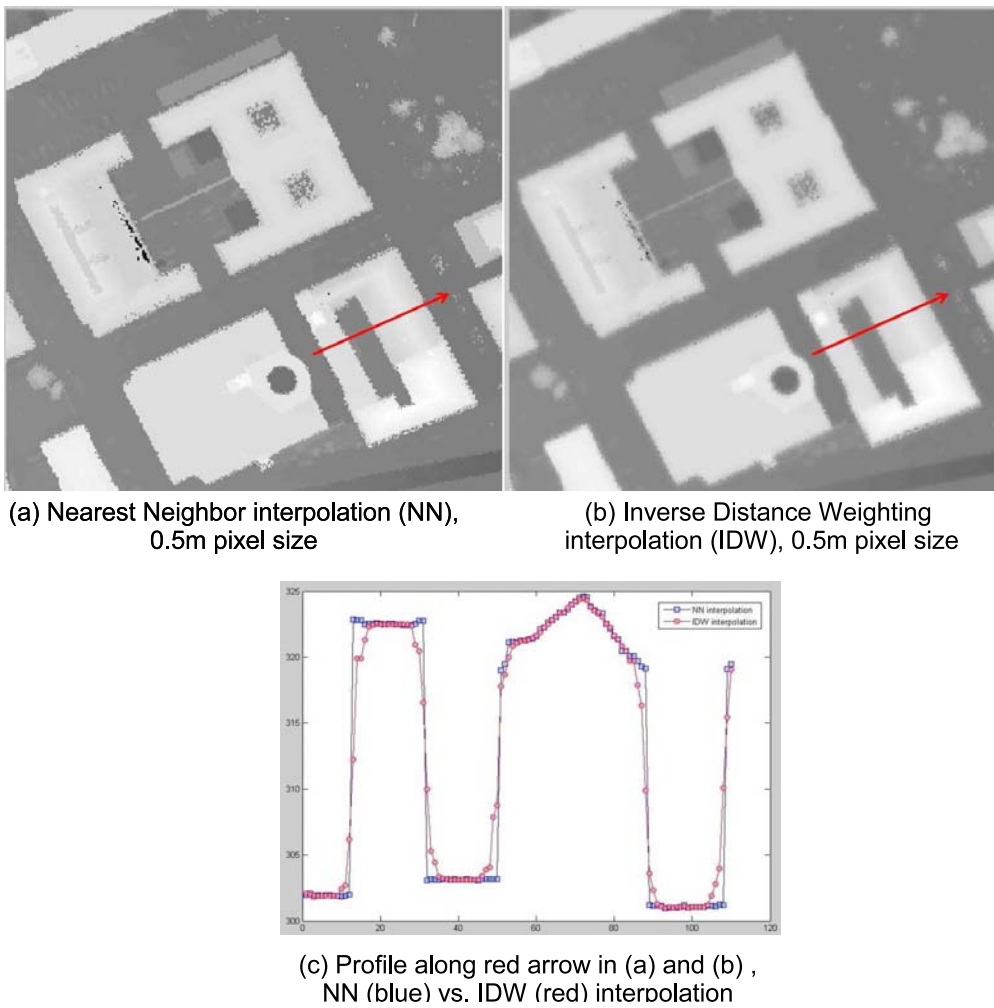 (a) Nearest Neighbor interpolation (NN),
0.5m pixel size
(b) Inverse Distance Weighting
interpolation (IDW), 0.5m pixel size
325
320
315
310
305
300
0 20 40 60 80 100 120
NN interpolation
IDW interpolation
(c) Profile along red arrow in (a) and (b) ,
NN (blue) vs. IDW (red) interpolation